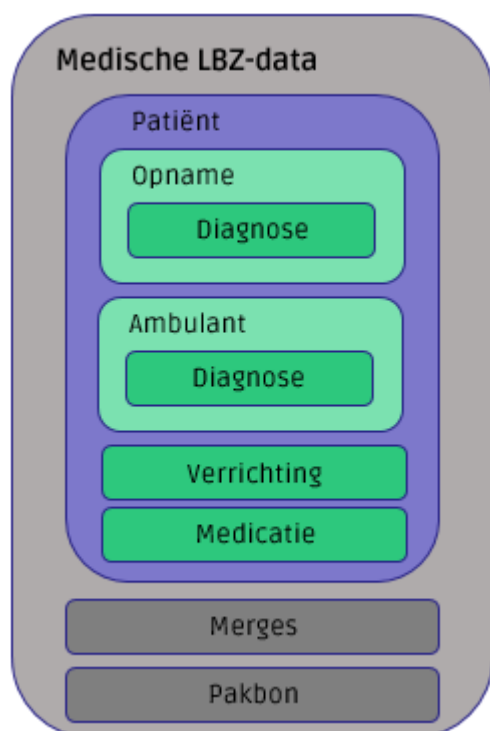 Medische LBZ-data
Patiënt
Opname
Diagnose
Ambulant
Diagnose
Verrichting
Medicatie
Merges
Pakbon